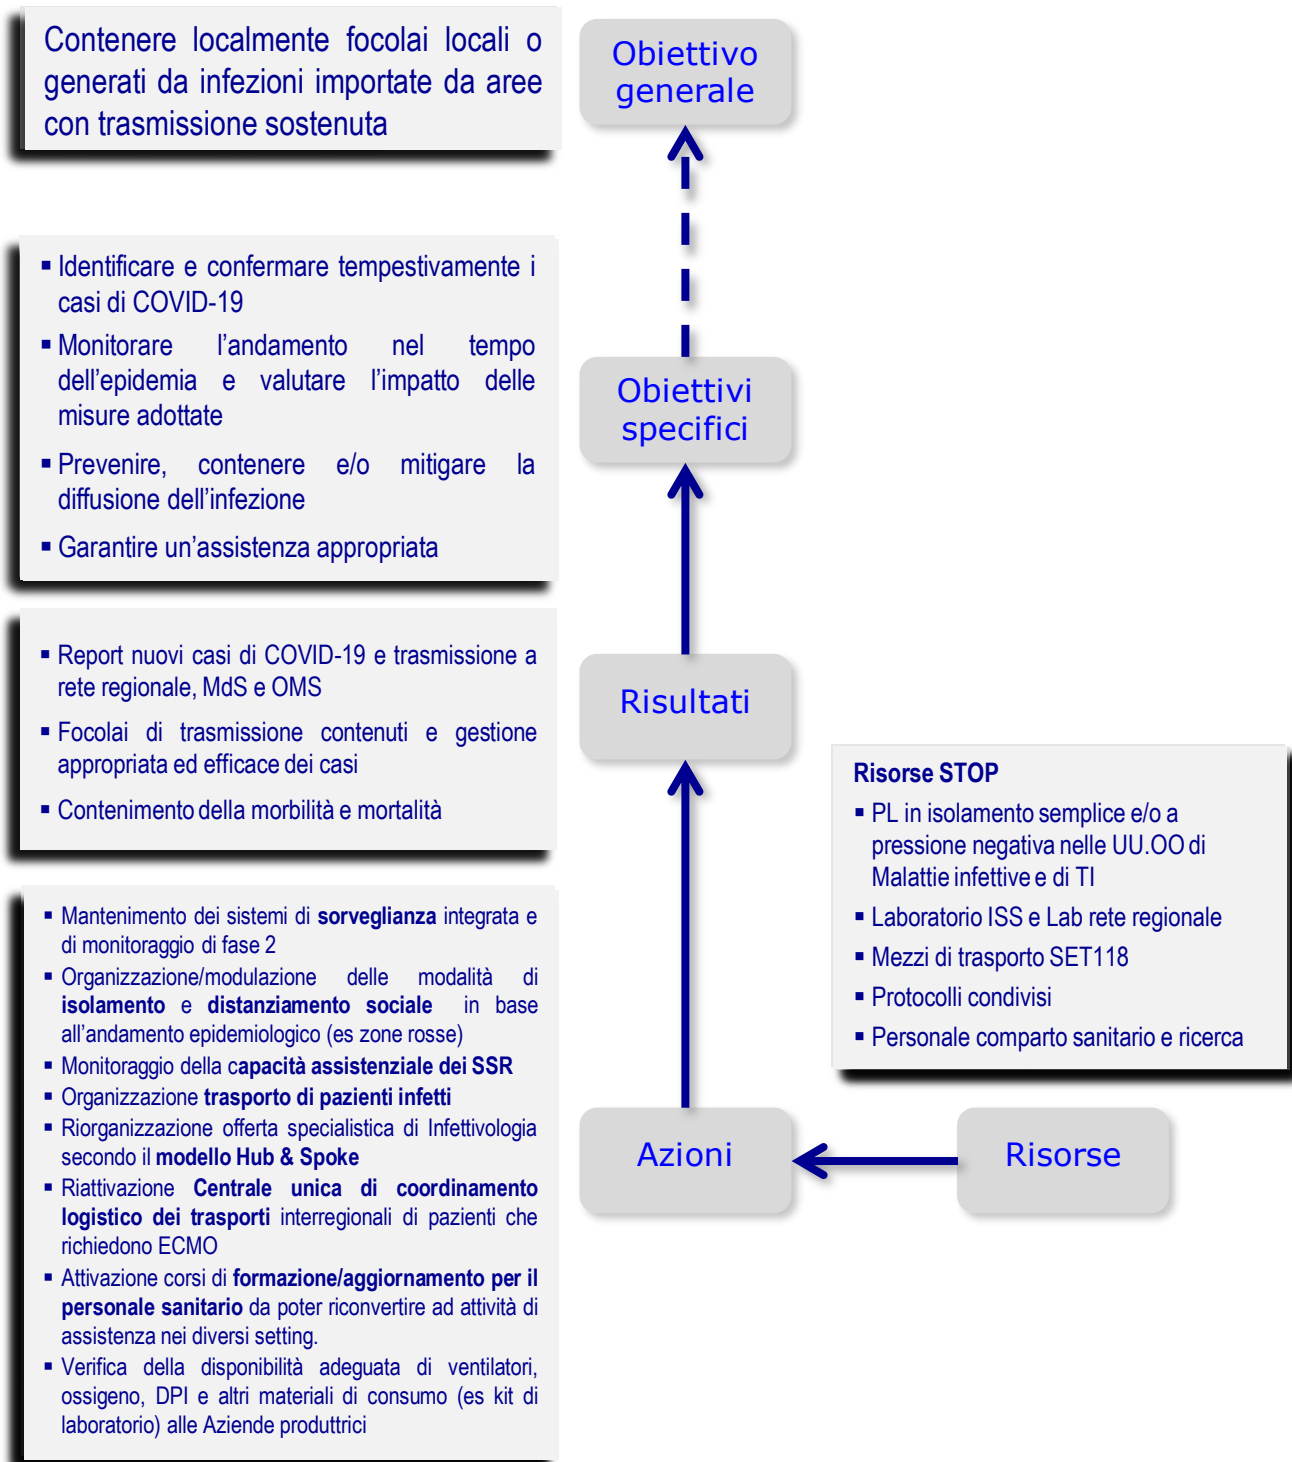 Contenere localmente focolai locali o
generati da infezioni importate da aree
con trasmissione sostenuta
Obiettivo
generale
▪ Identificare e confermare tempestivamente i
casi di COVID-19
▪ Monitorare l’andamento nel tempo
dell’epidemia e valutare l’impatto delle
misure adottate
▪ Prevenire, contenere e/o mitigare la
diffusione dell’infezione
▪ Garantire un’assistenza appropriata
Obiettivi
specifici
▪ Report nuovi casi di COVID-19 e trasmissione a
rete regionale, MdS e OMS
▪ Focolai di trasmissione contenuti e gestione
appropriata ed efficace dei casi
▪ Contenimento della morbilità e mortalità
Risultati
Risorse STOP
▪ PL in isolamento semplice e/o a
pressione negativa nelle UU.OO di
Malattie infettive e di TI
▪ Laboratorio ISS e Lab rete regionale
▪ Mezzi di trasporto SET118
▪ Protocolli condivisi
▪ Personale comparto sanitario e ricerca
▪ Mantenimento dei sistemi di sorveglianza integrata e
di monitoraggio di fase 2
▪ Organizzazione/modulazione delle modalità di
isolamento e distanziamento sociale in base
all’andamento epidemiologico (es zone rosse)
▪ Monitoraggio della capacità assistenziale dei SSR
▪ Organizzazione trasporto di pazienti infetti
▪ Riorganizzazione offerta specialistica di Infettivologia
secondo il modello Hub & Spoke
▪ Riattivazione Centrale unica di coordinamento
logistico dei trasporti interregionali di pazienti che
richiedono ECMO
▪ Attivazione corsi di formazione/aggiornamento per il
personale sanitario da poter riconvertire ad attività di
assistenza nei diversi setting.
▪ Verifica della disponibilità adeguata di ventilatori,
ossigeno, DPI e altri materiali di consumo (es kit di
laboratorio) alle Aziende produttrici
Azioni
Risorse